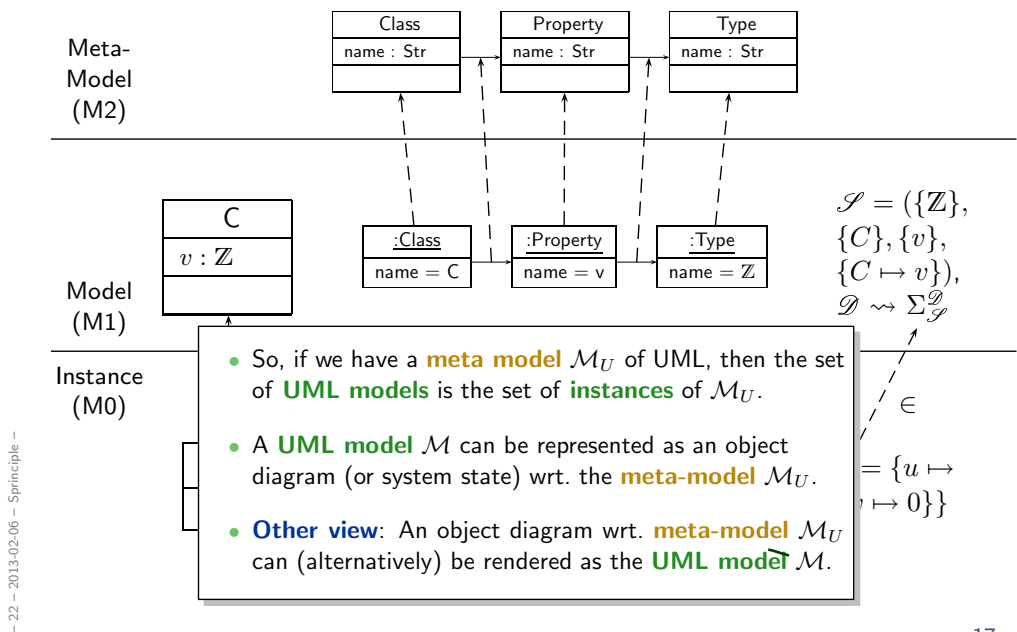 Meta-
Model
(M2)
Class
name : Str
Property
name : Str
Type
name : Str
C
v : ℤ
:Class
name = C
:Property
name = v
:Type
name = ℤ
𝒮 = ({ℤ},
{C}, {v},
{C ↦ v}),
𝒟 ⇝ Σ𝒟𝒮
Model
(M1)
Instance
(M0)
∈
= {u ↦
↦ 0}}
• So, if we have a meta model ℳU of UML, then the set
of UML models is the set of instances of ℳU.
• A UML model ℳ can be represented as an object
diagram (or system state) wrt. the meta-model ℳU.
• Other view: An object diagram wrt. meta-model ℳU
can (alternatively) be rendered as the UML model ℳ.
– 22 – 2013-02-06 – Sprinciple –